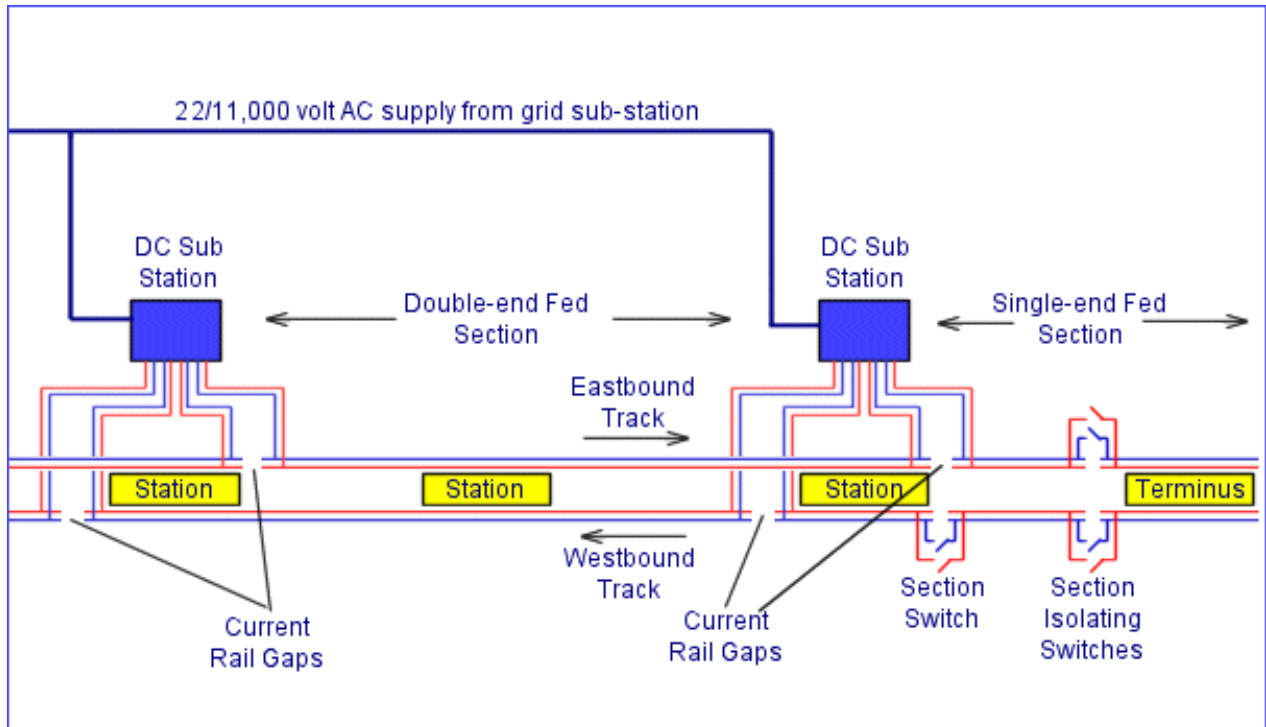 22/11,000 volt AC supply from grid sub-station
DC Sub
Station
Double-end Fed
Section
DC Sub
Station
Single-end Fed
Section
Eastbound
Track
Station
Station
Station
Terminus
Westbound
Track
Current
Rail Gaps
Current
Rail Gaps
Section
Switch
Section
Isolating
Switches